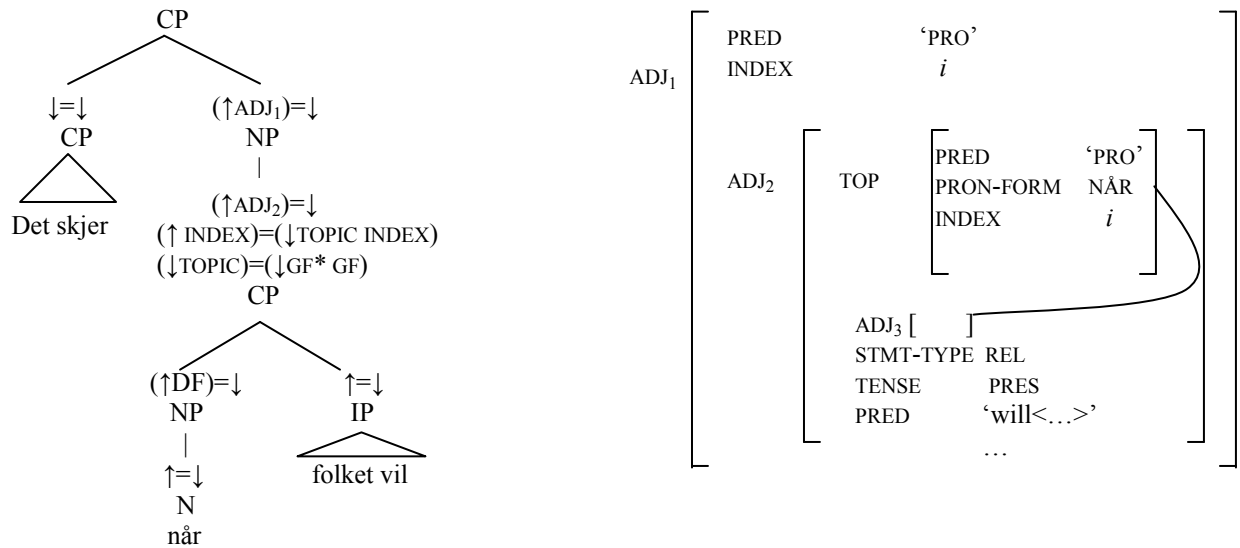 CP
↓=↓
CP
Det skjer
(↑ADJ₁)=↓
NP
|
(↑ADJ₂)=↓
(↑ INDEX)=(↓TOPIC INDEX)
(↓TOPIC)=(↓GF* GF)
CP
(↑DF)=↓
NP
|
↑=↓
N
når
↑=↓
IP
folket vil
ADJ₁
PRED ‘PRO’
INDEX i
ADJ₂
TOP
PRED ‘PRO’
PRON-FORM NÅR
INDEX i
ADJ₃ [ ]
STMT-TYPE REL
TENSE PRES
PRED ‘will<…>’
…